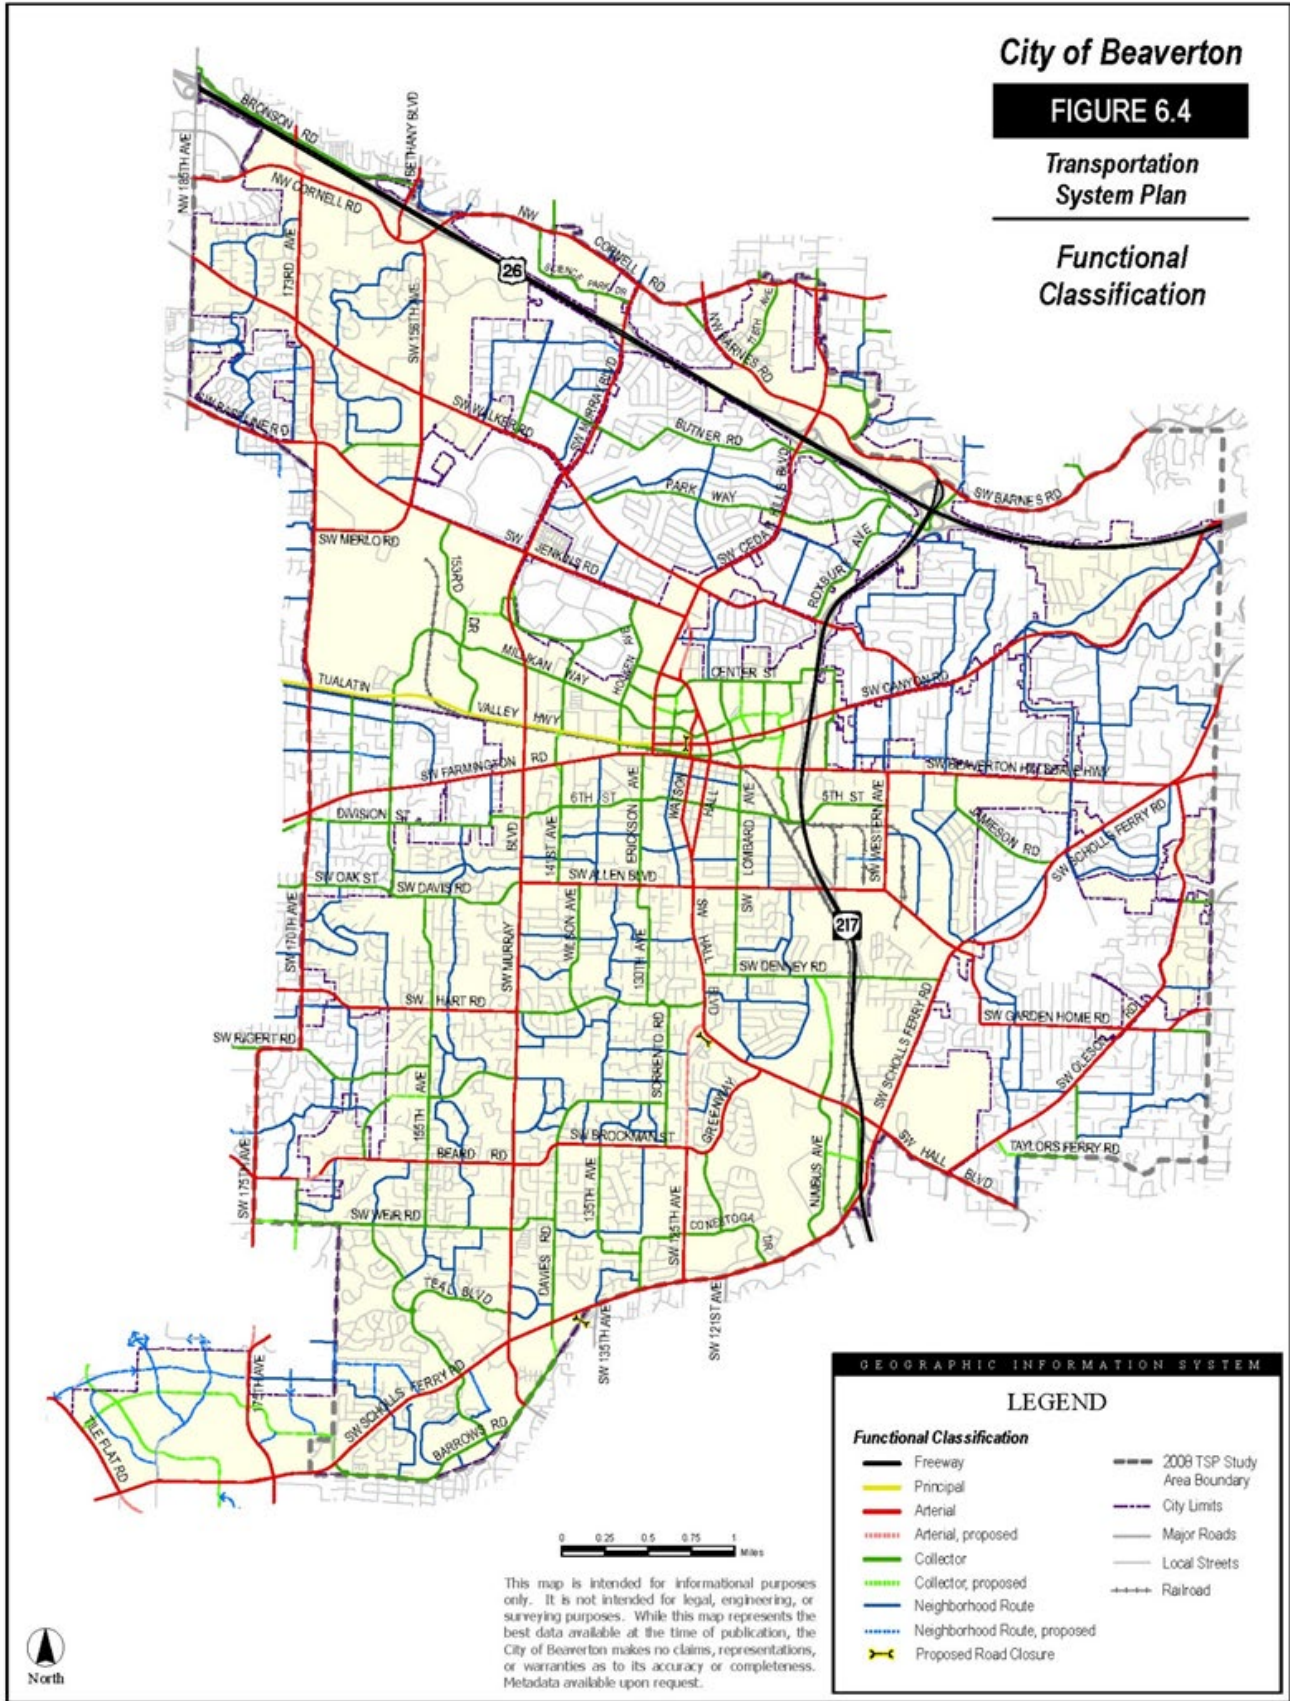 City of Beaverton
FIGURE 6.4
Transportation
System Plan
Functional
Classification
BRONSON RD
NW 185TH AVE
BETHANY BLVD
NW CORNELL RD
NW
CORNELL RD
26
SCIENCE PARK DR
173RD AVE
SW 158TH AVE
NW BARNES RD
118TH AVE
SW BASELINE RD
SW WALKER RD
SW MURRAY BLVD
BUTNER RD
PARK WAY
SW CEDAR HILLS BLVD
SW BARNES RD
SW MERLO RD
SW JENKINS RD
153RD
DR
ROXBURY AVE
MILLIKAN WAY
HOCKEN
CENTER ST
SW CANYON RD
TUALATIN
VALLEY HWY
SW FARMINGTON RD
SW BEAVERTON HILLSDALE HWY
6TH ST
ERICKSON AVE
WATSON
HALL
LOMBARD AVE
5TH ST
DIVISION ST
BLVD
141ST AVE
SW WESTERN AVE
JAMIESON RD
SW SCHOLLS FERRY RD
SW OAK ST
SW DAVIS RD
SW ALLEN BLVD
SW 170TH AVE
SW MURRAY
WILSON AVE
130TH AVE
SW
HALL
BLVD
SW
217
SW DENNEY RD
SW HART RD
SW RIGERT RD
SORRENTO RD
SW SCHOLLS FERRY RD
SW GARDEN HOME RD
SW OLESON RD
155TH AVE
GREENWAY
SW BROCKMAN ST
BEARD RD
SW HALL BLVD
TAYLORS FERRY RD
NIMBUS AVE
SW 175TH AVE
135TH AVE
SW 125TH AVE
SW WEIR RD
CONESTOGA
DR
DAVIES RD
TEAL BLVD
SW 135TH AVE
SW 121ST AVE
175TH AVE
TILE FLAT RD
SW SCHOLLS FERRY RD
BARROWS RD
GEOGRAPHIC INFORMATION SYSTEM
LEGEND
Functional Classification
Freeway
Principal
Arterial
Arterial, proposed
Collector
Collector, proposed
Neighborhood Route
Neighborhood Route, proposed
Proposed Road Closure
2008 TSP Study
Area Boundary
City Limits
Major Roads
Local Streets
Railroad
0 0.25 0.5 0.75 1
Miles
This map is intended for informational purposes
only. It is not intended for legal, engineering, or
surveying purposes. While this map represents the
best data available at the time of publication, the
City of Beaverton makes no claims, representations,
or warranties as to its accuracy or completeness.
Metadata available upon request.
North